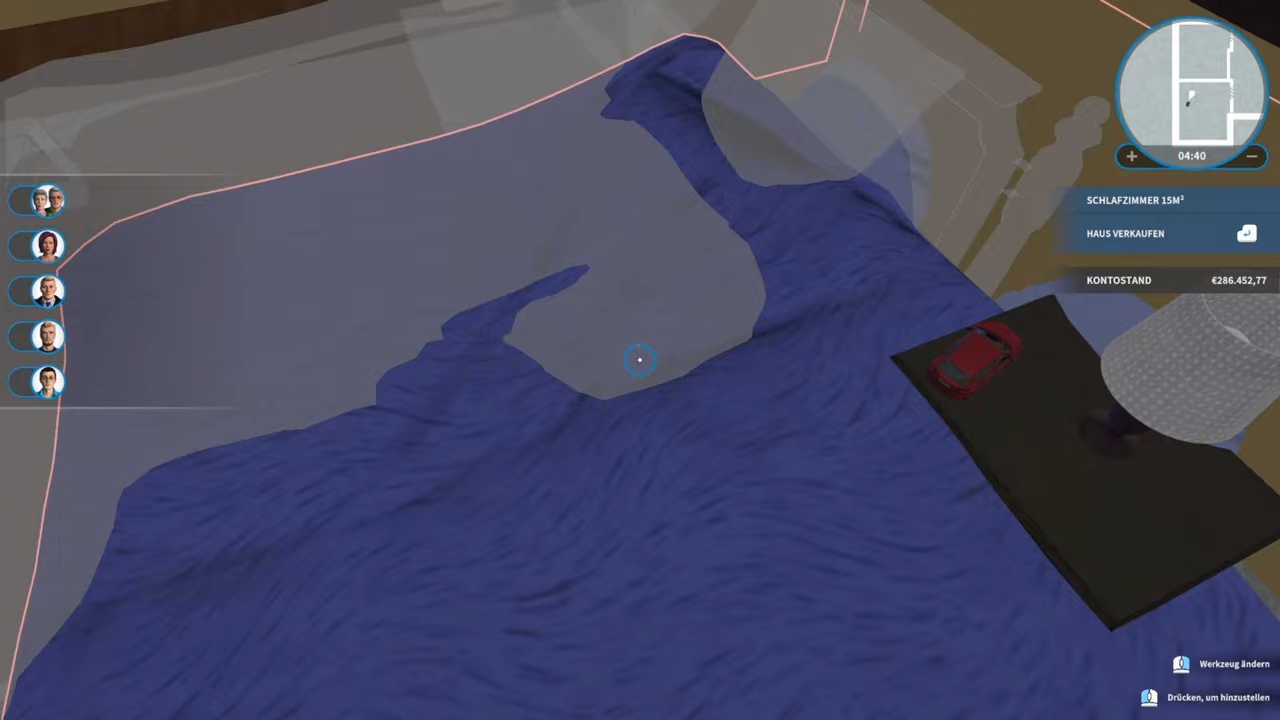 04:40
SCHLAFZIMMER 15M²
HAUS VERKAUFEN
KONTOSTAND €286.452,77
Werkzeug ändern
Drücken, um hinzustellen